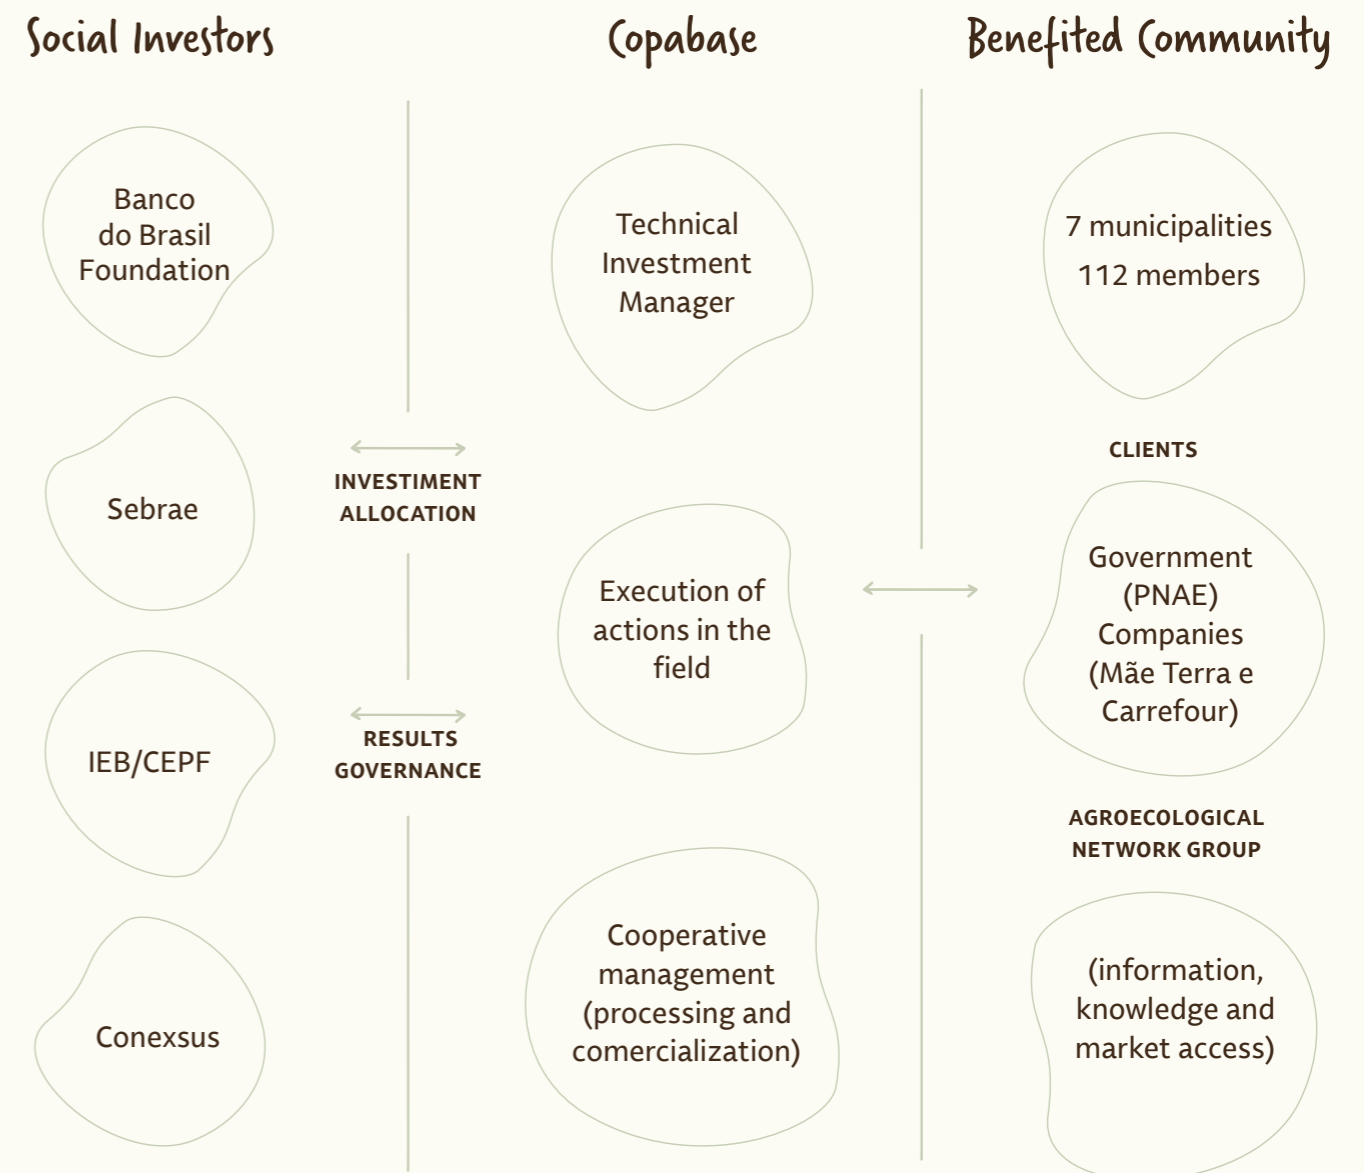 Social Investors
Copabase
Benefited Community
Banco
do Brasil
Foundation
Sebrae
IEB/CEPF
Conexsus
INVESTIMENT
ALLOCATION
RESULTS
GOVERNANCE
Technical
Investment
Manager
Execution of
actions in the
field
Cooperative
management
(processing and
comercialization)
7 municipalities
112 members
CLIENTS
Government
(PNAE)
Companies
(Mãe Terra e
Carrefour)
AGROECOLOGICAL
NETWORK GROUP
(information,
knowledge and
market access)